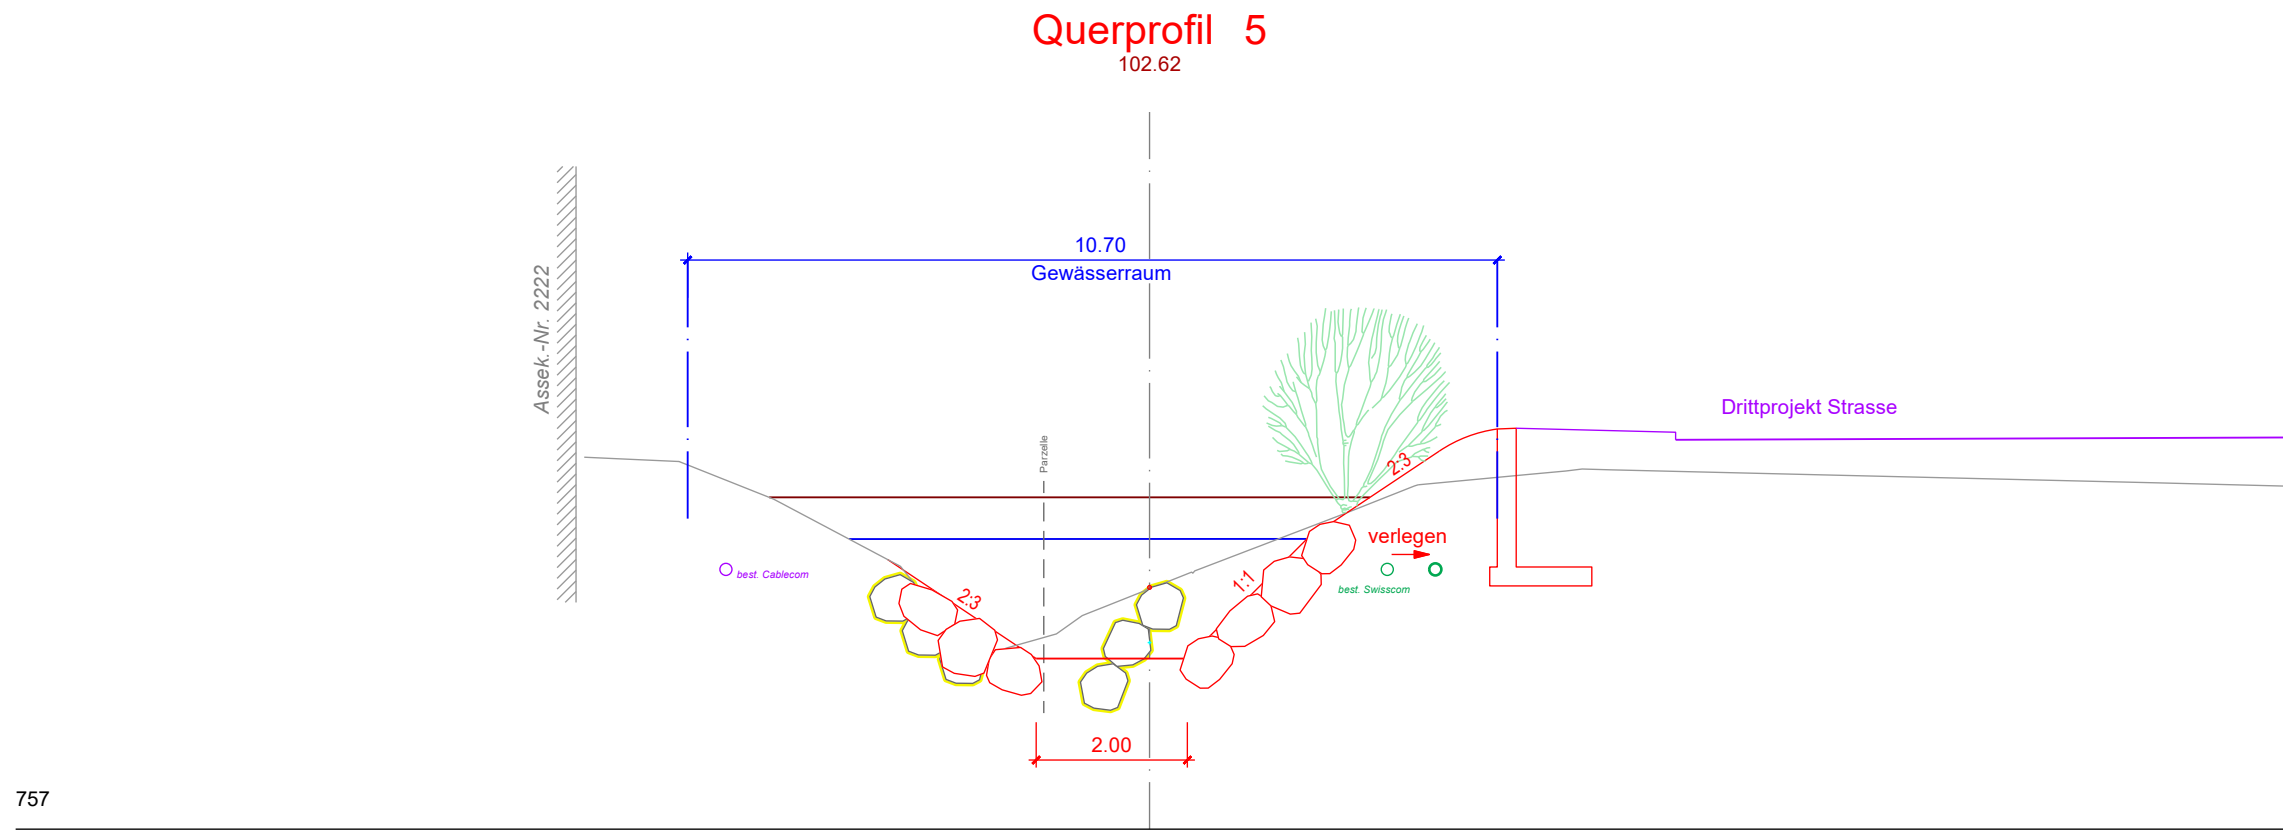 Querprofil 5
102.62
10.70
Gewässerraum
Assek.-Nr. 2222
Drittprojekt Strasse
Parzelle
2:3
verlegen
best. Cablecom
best. Swisscom
1:1
2:3
2.00
757